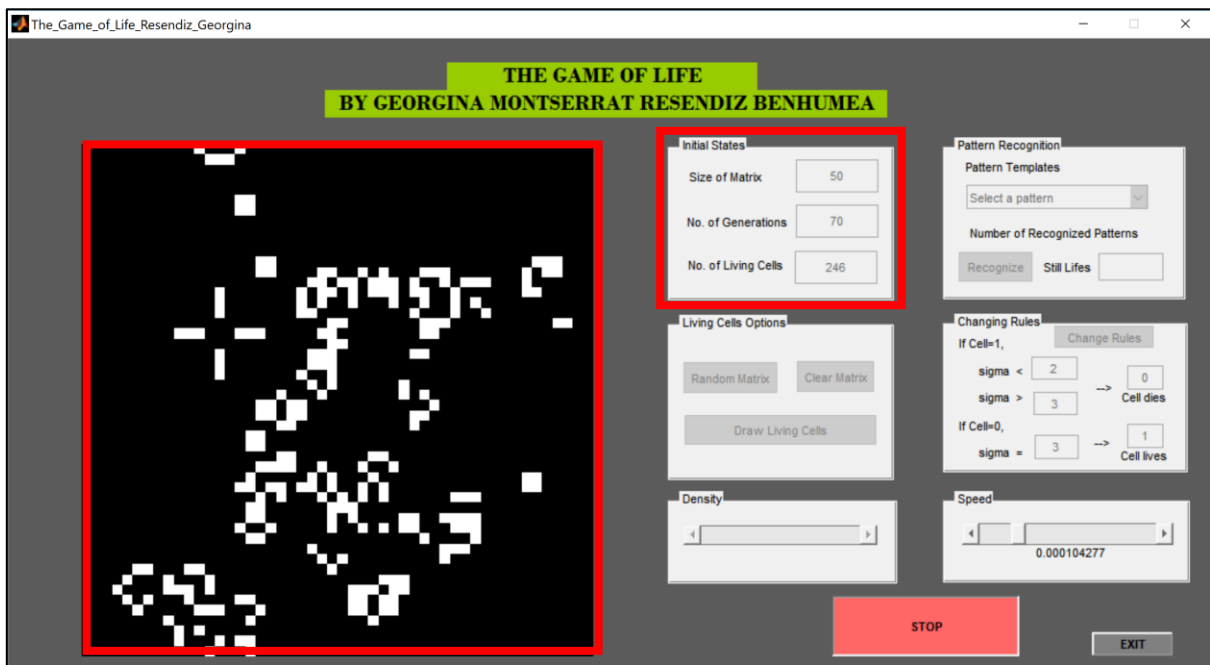 The_Game_of_Life_Resendiz_Georgina
THE GAME OF LIFE
BY GEORGINA MONTSERRAT RESENDIZ BENHUMEA
Initial States
Size of Matrix 50
No. of Generations 70
No. of Living Cells 246
Pattern Recognition
Pattern Templates
Select a pattern
Number of Recognized Patterns
Recognize Still Lifes
Living Cells Options
Random Matrix Clear Matrix
Draw Living Cells
Changing Rules
If Cell=1, Change Rules
sigma < 2
--> 0
sigma > 3 Cell dies
If Cell=0,
sigma = 3 --> 1
Cell lives
Density
Speed
0.000104277
STOP
EXIT